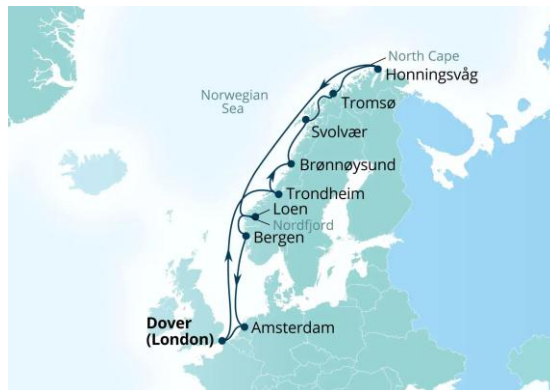 North Cape
Honningsvåg
Norwegian
Sea
Tromsø
Svolvær
Brønnøysund
Trondheim
Loen
Nordfjord
Bergen
Dover
(London)
Amsterdam